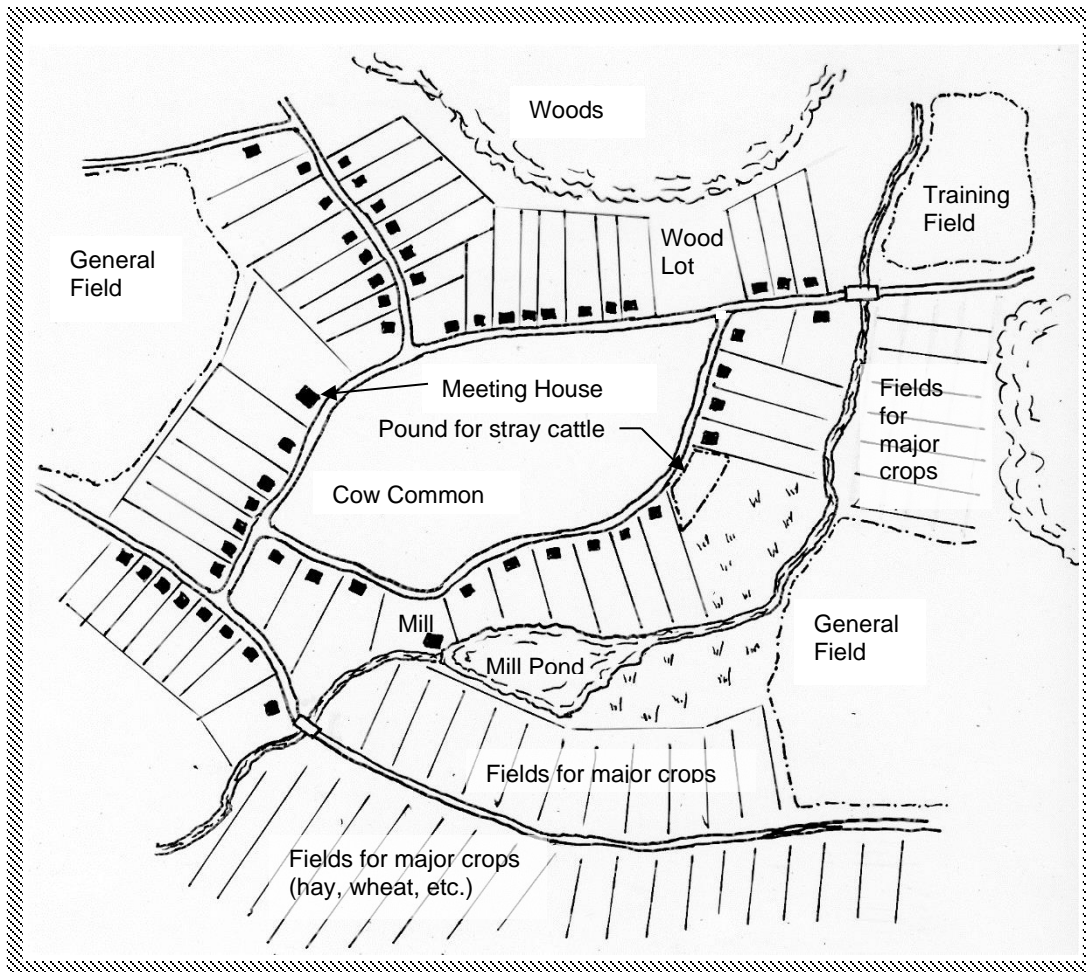 Woods
Training
Field
Wood
Lot
General
Field
Meeting House
Fields
for
major
crops
Pound for stray cattle
Cow Common
Mill
General
Field
Mill Pond
Fields for major crops
Fields for major crops
(hay, wheat, etc.)